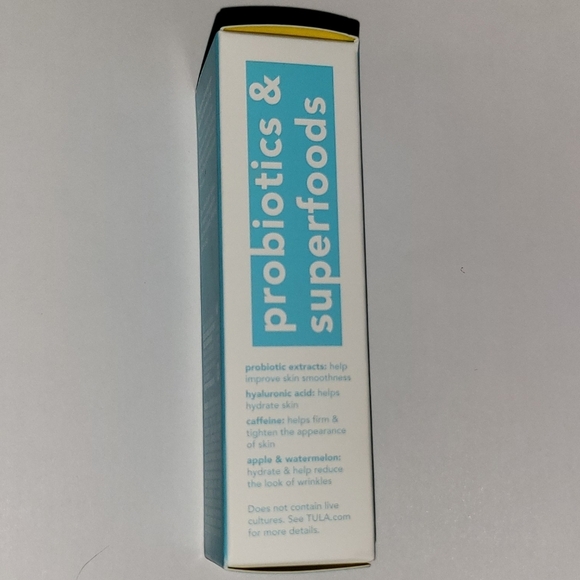 probiotics &
superfoods
probiotic extracts: help
improve skin smoothness
hyaluronic acid: helps
hydrate skin
caffeine: helps firm &
tighten the appearance
of skin
apple & watermelon:
hydrate & help reduce
the look of wrinkles
Does not contain live
cultures. See TULA.com
for more details.